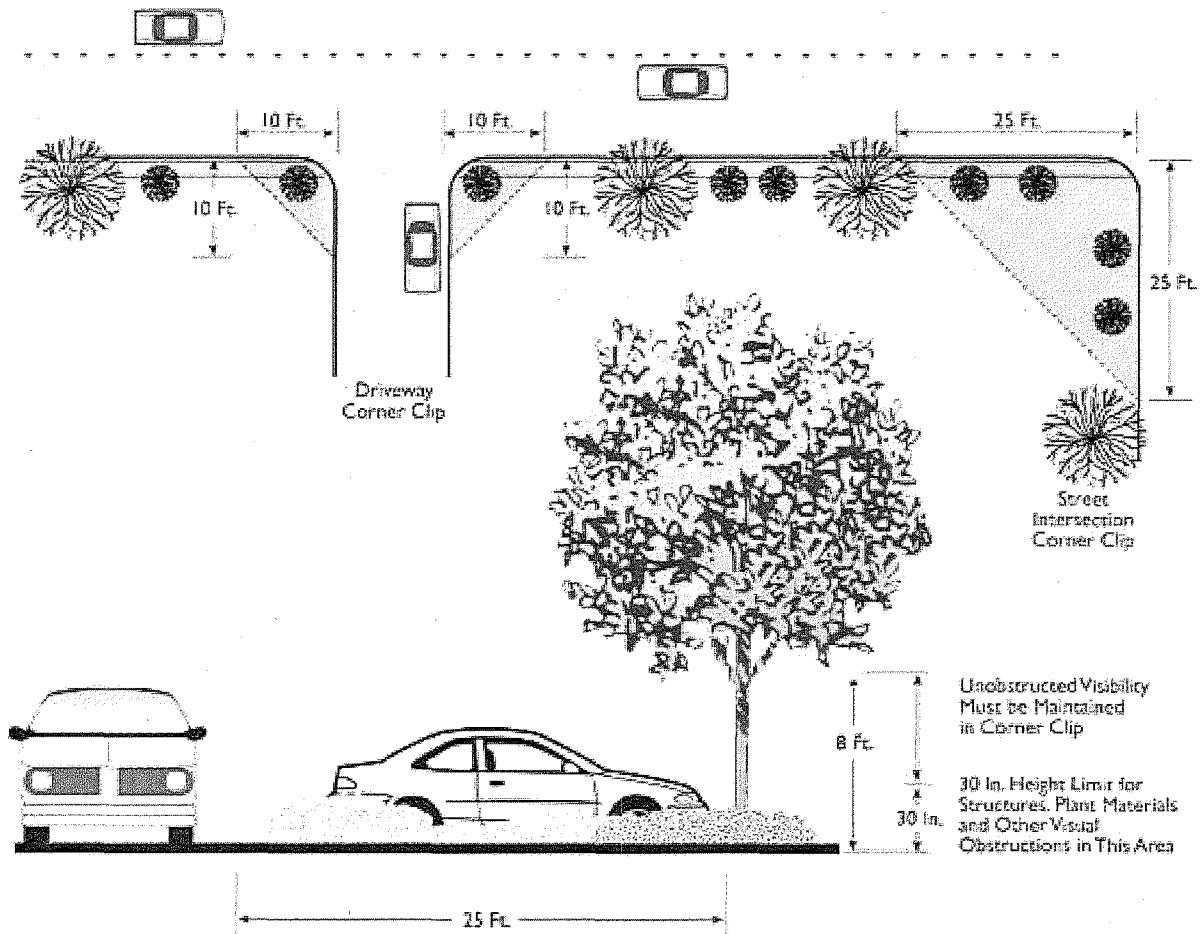 10 Ft.
10 Ft.
25 Ft.
10 Ft.
10 Ft.
25 Ft.
Driveway
Corner Clip
Street
Intersection
Corner Clip
Unobstructed Visibility
Must be Maintained
in Corner Clip
8 Ft.
30 In. Height Limit for
Structures, Plant Materials
and Other Visual
Obstructions in This Area
30 In.
25 Ft.